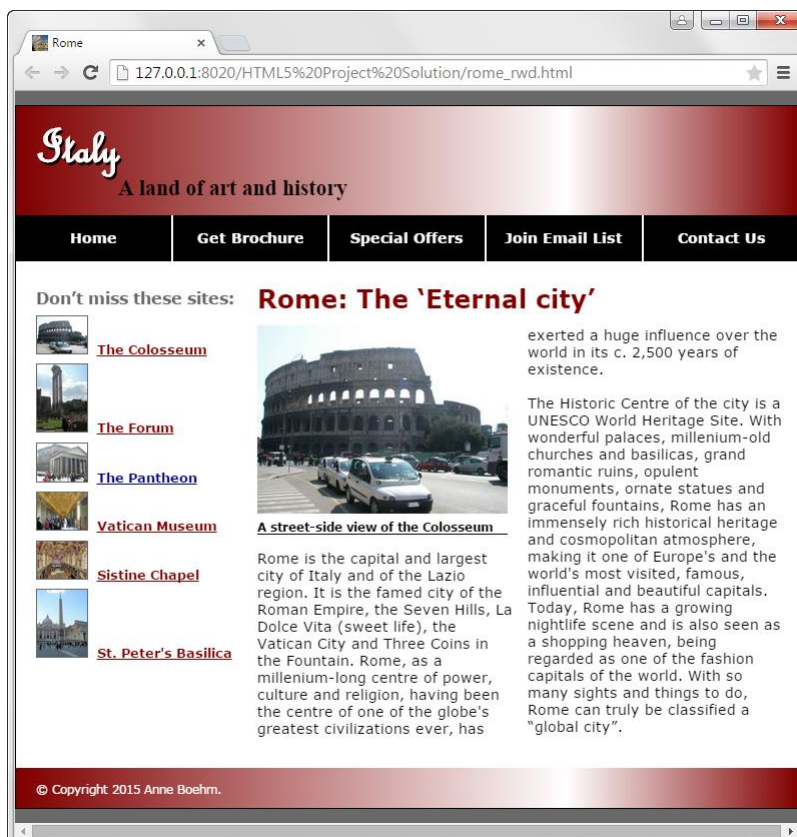 Rome
127.0.0.1:8020/HTML5%20Project%20Solution/rome_rwd.html
Italy
A land of art and history
Home Get Brochure Special Offers Join Email List Contact Us
Don't miss these sites:
The Colosseum
The Forum
The Pantheon
Vatican Museum
Sistine Chapel
St. Peter's Basilica
Rome: The ‘Eternal city’
A street-side view of the Colosseum
Rome is the capital and largest
city of Italy and of the Lazio
region. It is the famed city of the
Roman Empire, the Seven Hills, La
Dolce Vita (sweet life), the
Vatican City and Three Coins in
the Fountain. Rome, as a
millenium-long centre of power,
culture and religion, having been
the centre of one of the globe's
greatest civilizations ever, has
exerted a huge influence over the
world in its c. 2,500 years of
existence.
The Historic Centre of the city is a
UNESCO World Heritage Site. With
wonderful palaces, millenium-old
churches and basilicas, grand
romantic ruins, opulent
monuments, ornate statues and
graceful fountains, Rome has an
immensely rich historical heritage
and cosmopolitan atmosphere,
making it one of Europe's and the
world's most visited, famous,
influential and beautiful capitals.
Today, Rome has a growing
nightlife scene and is also seen as
a shopping heaven, being
regarded as one of the fashion
capitals of the world. With so
many sights and things to do,
Rome can truly be classified a
“global city”.
© Copyright 2015 Anne Boehm.